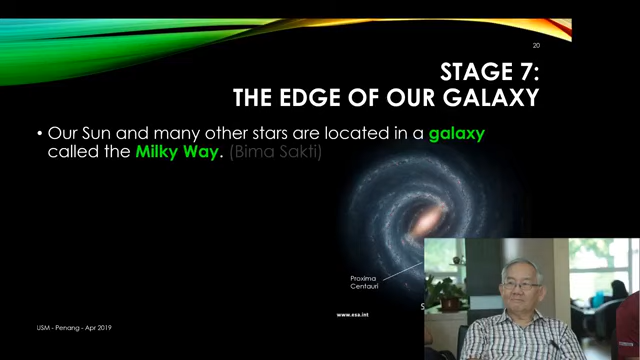 20
STAGE 7:
THE EDGE OF OUR GALAXY
• Our Sun and many other stars are located in a galaxy
called the Milky Way. (Bima Sakti)
Proxima
Centauri
www.esa.int
USM - Penang - Apr 2019